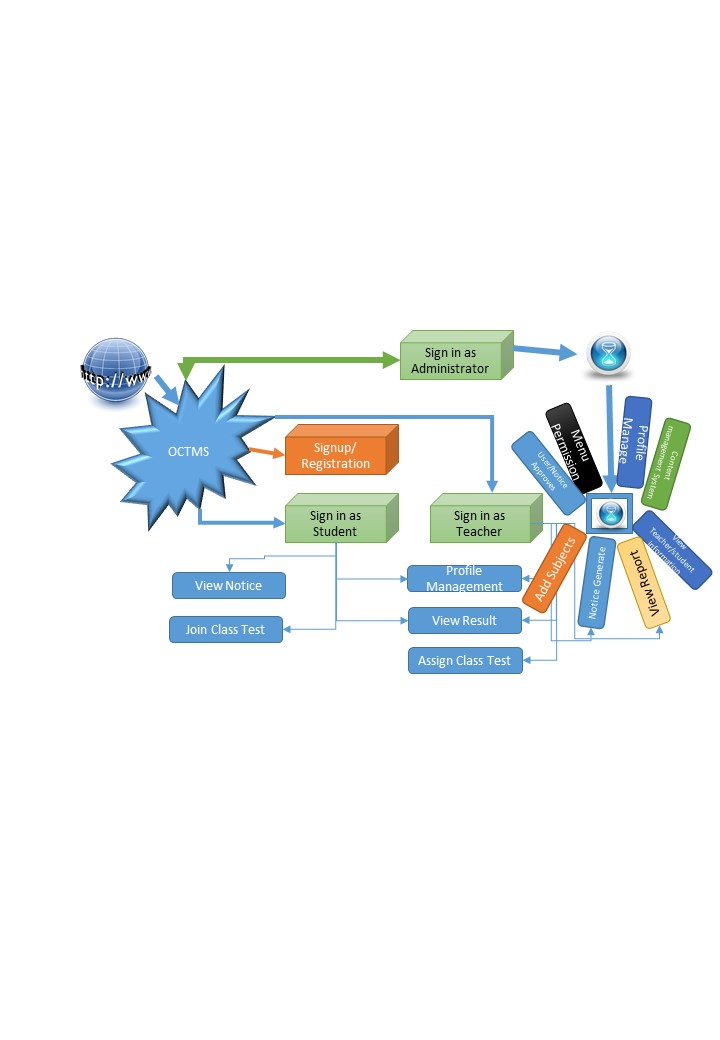 http://www
Sign in as
Administrator
OCTMS
Signup/
Registration
Sign in as
Student
Sign in as
Teacher
View Notice
Join Class Test
Profile
Management
View Result
Assign Class Test
User/Notice
Approves
Menu
Permission
Profile
Manage
Content
management System
View
Teacher/student
information
Add Subjects
Notice Generate
View Report